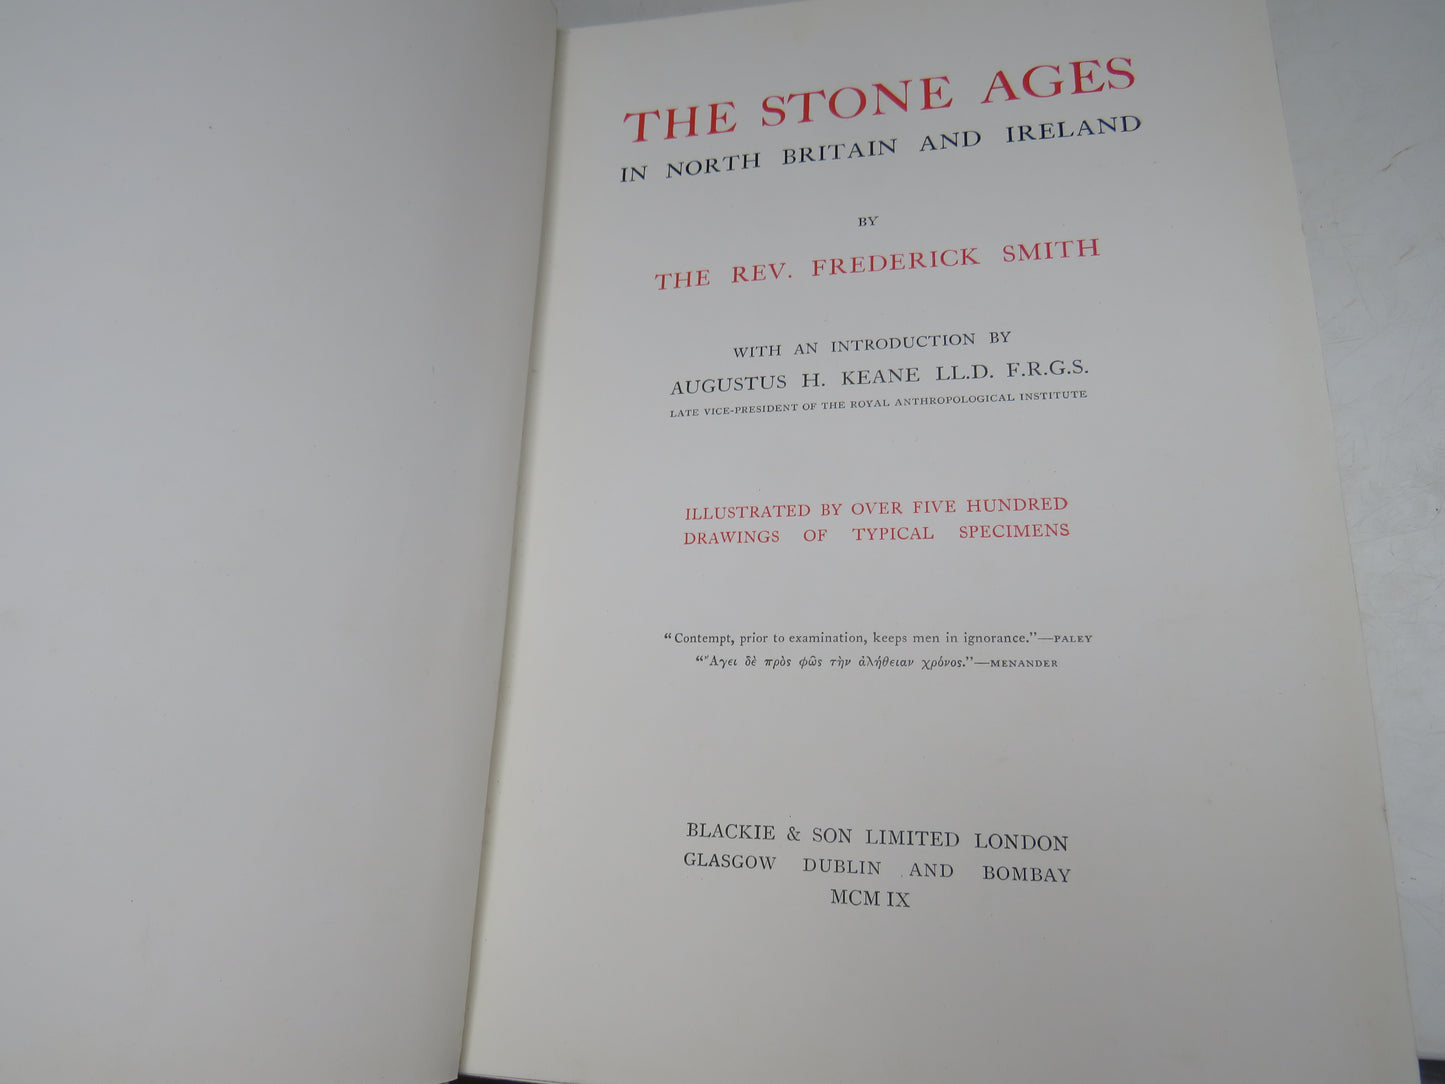 THE STONE AGES
IN NORTH BRITAIN AND IRELAND
BY
THE REV. FREDERICK SMITH
WITH AN INTRODUCTION BY
AUGUSTUS H. KEANE LL.D. F.R.G.S.
LATE VICE-PRESIDENT OF THE ROYAL ANTHROPOLOGICAL INSTITUTE
ILLUSTRATED BY OVER FIVE HUNDRED
DRAWINGS OF TYPICAL SPECIMENS
"Contempt, prior to examination, keeps men in ignorance."—PALEY
"Ἄγει δὲ πρὸς φῶς τὴν ἀλήθειαν χρόνος."—MENANDER
BLACKIE & SON LIMITED LONDON
GLASGOW DUBLIN AND BOMBAY
MCM IX